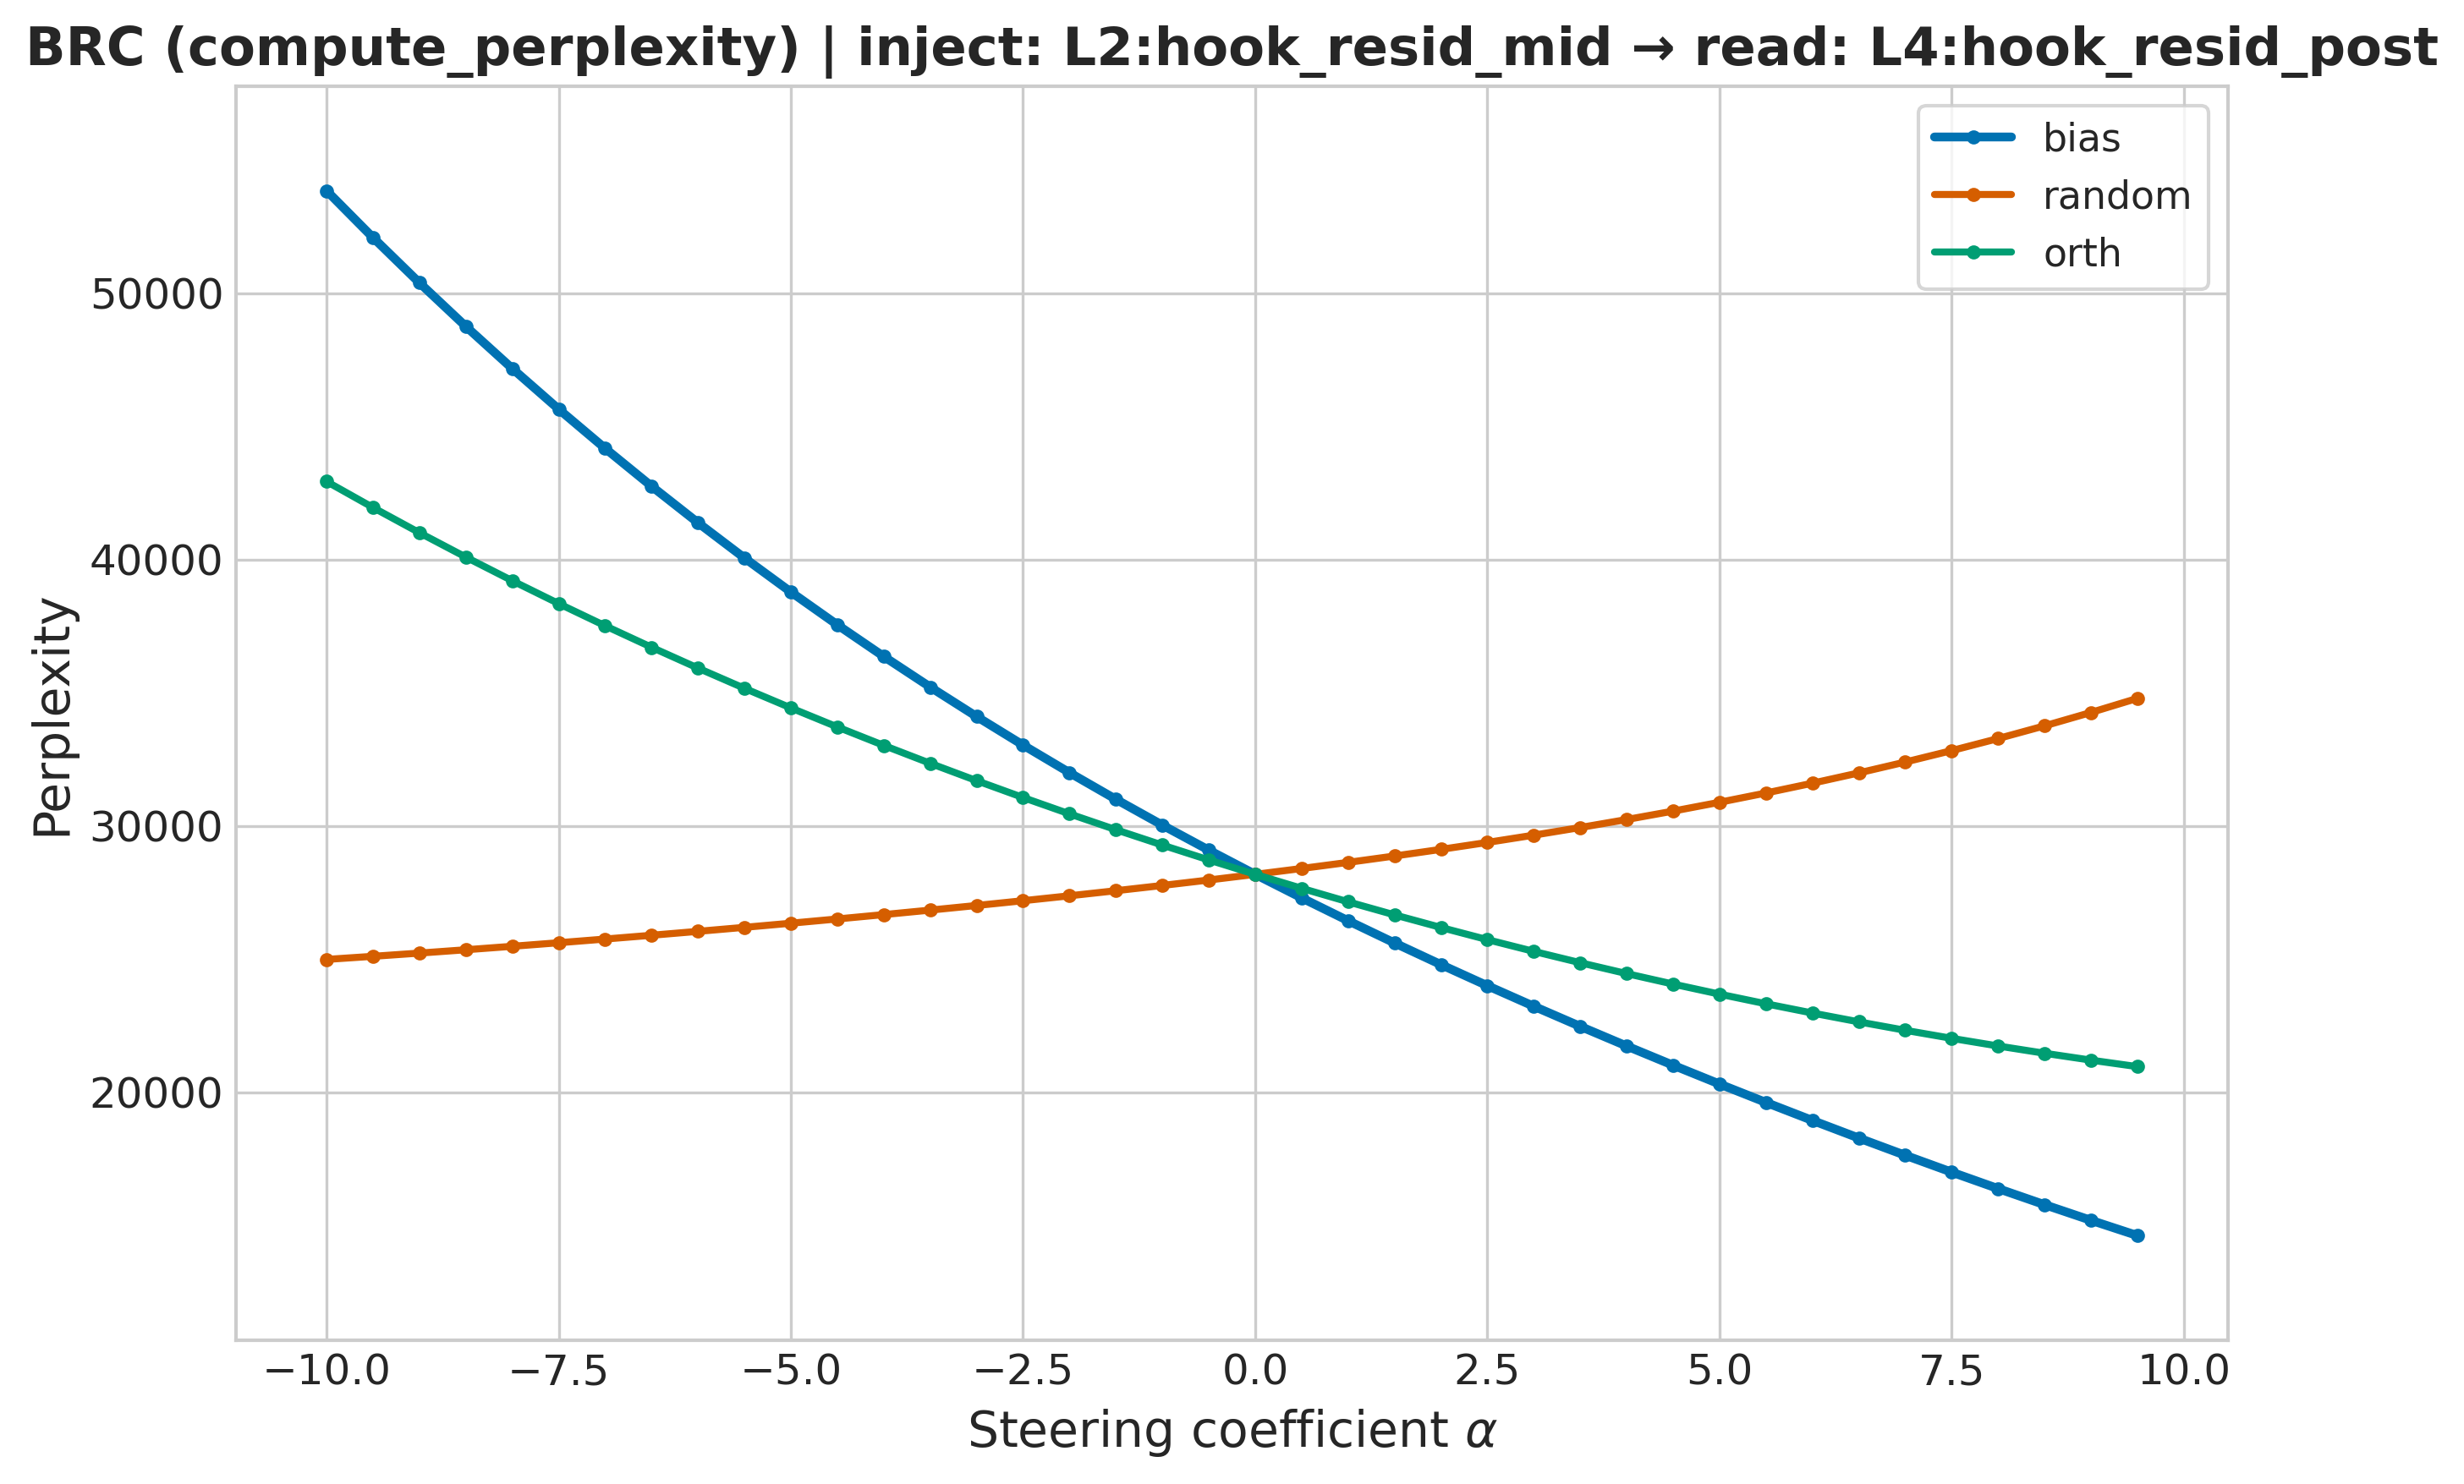 BRC (compute_perplexity) | inject: L2:hook_resid_mid → read: L4:hook_resid_post
bias
random
orth
50000
40000
30000
20000
Perplexity
−10.0 −7.5 −5.0 −2.5 0.0 2.5 5.0 7.5 10.0
Steering coefficient α